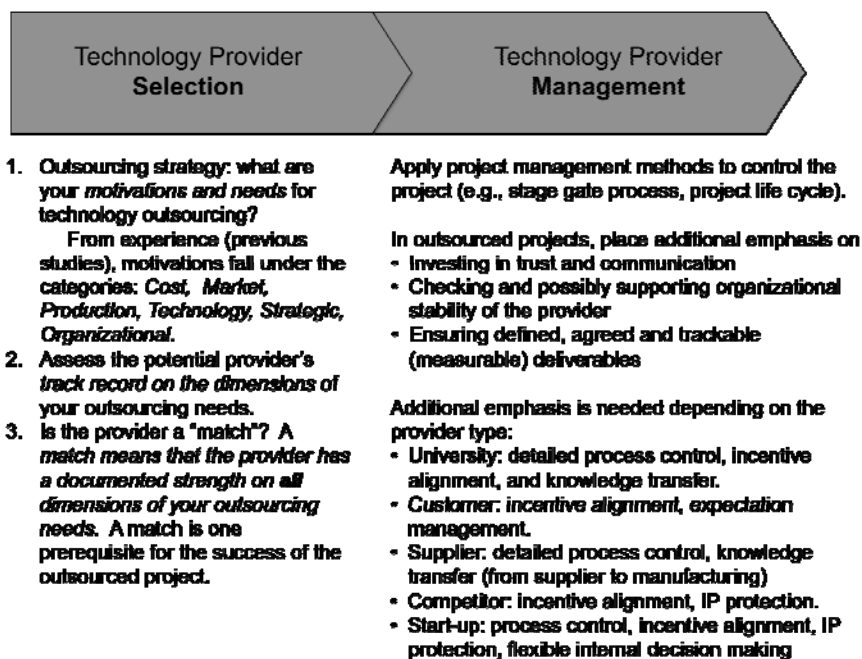 Technology Provider
Selection
Technology Provider
Management
1. Outsourcing strategy: what are
your motivations and needs for
technology outsourcing?
From experience (previous
studies), motivations fall under the
categories: Cost, Market,
Production, Technology, Strategic,
Organizational.
2. Assess the potential provider's
track record on the dimensions of
your outsourcing needs.
3. Is the provider a "match"? A
match means that the provider has
a documented strength on all
dimensions of your outsourcing
needs. A match is one
prerequisite for the success of the
outsourced project.
Apply project management methods to control the
project (e.g., stage gate process, project life cycle).
In outsourced projects, place additional emphasis on
• Investing in trust and communication
• Checking and possibly supporting organizational
stability of the provider
• Ensuring defined, agreed and trackable
(measurable) deliverables
Additional emphasis is needed depending on the
provider type:
• University: detailed process control, incentive
alignment, and knowledge transfer.
• Customer: incentive alignment, expectation
management.
• Supplier: detailed process control, knowledge
transfer (from supplier to manufacturing)
• Competitor: incentive alignment, IP protection.
• Start-up: process control, incentive alignment, IP
protection, flexible internal decision making